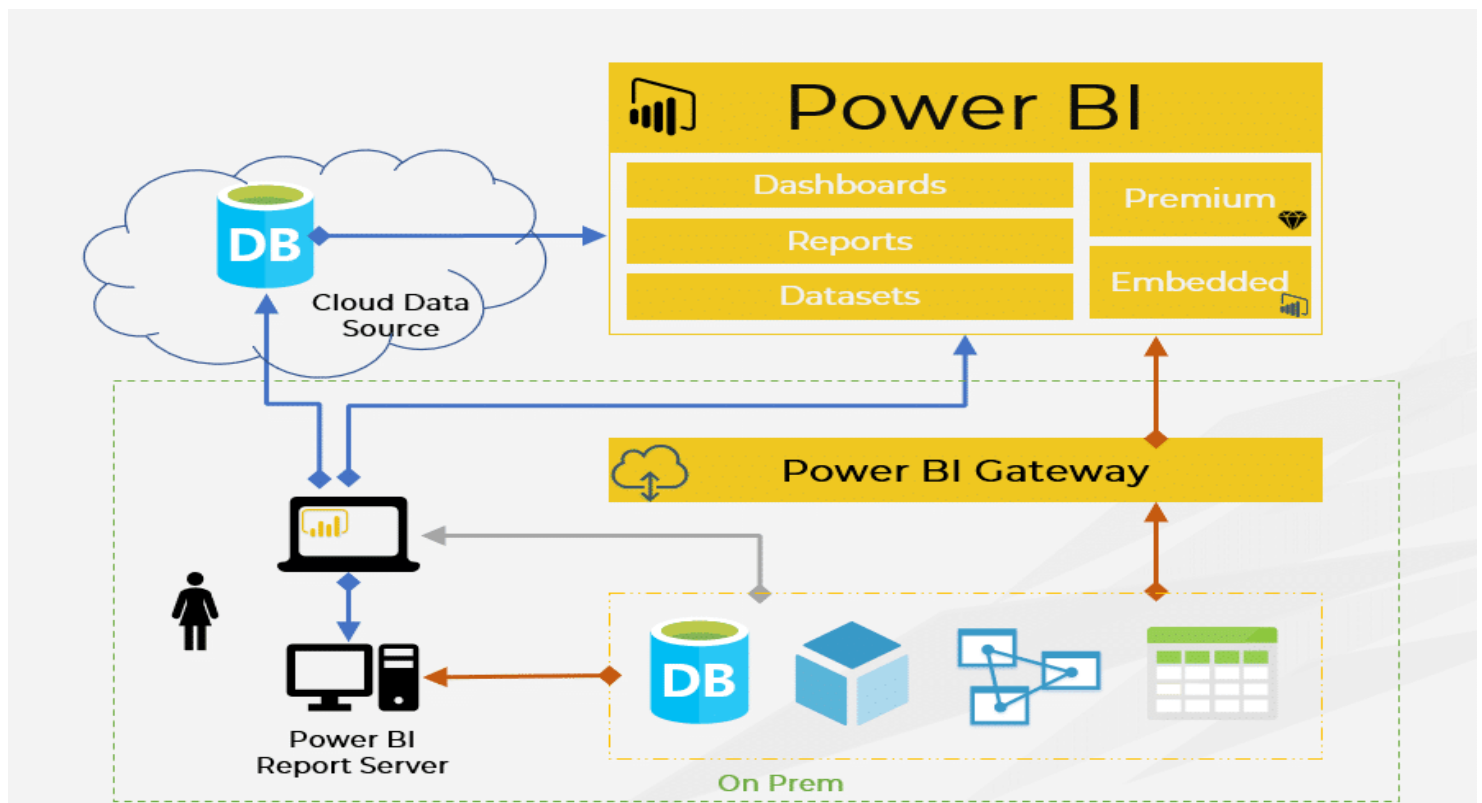 Power BI
Dashboards
Premium
Reports
Embedded
Datasets
DB
Cloud Data
Source
Power BI Gateway
DB
Power BI
Report Server
On Prem